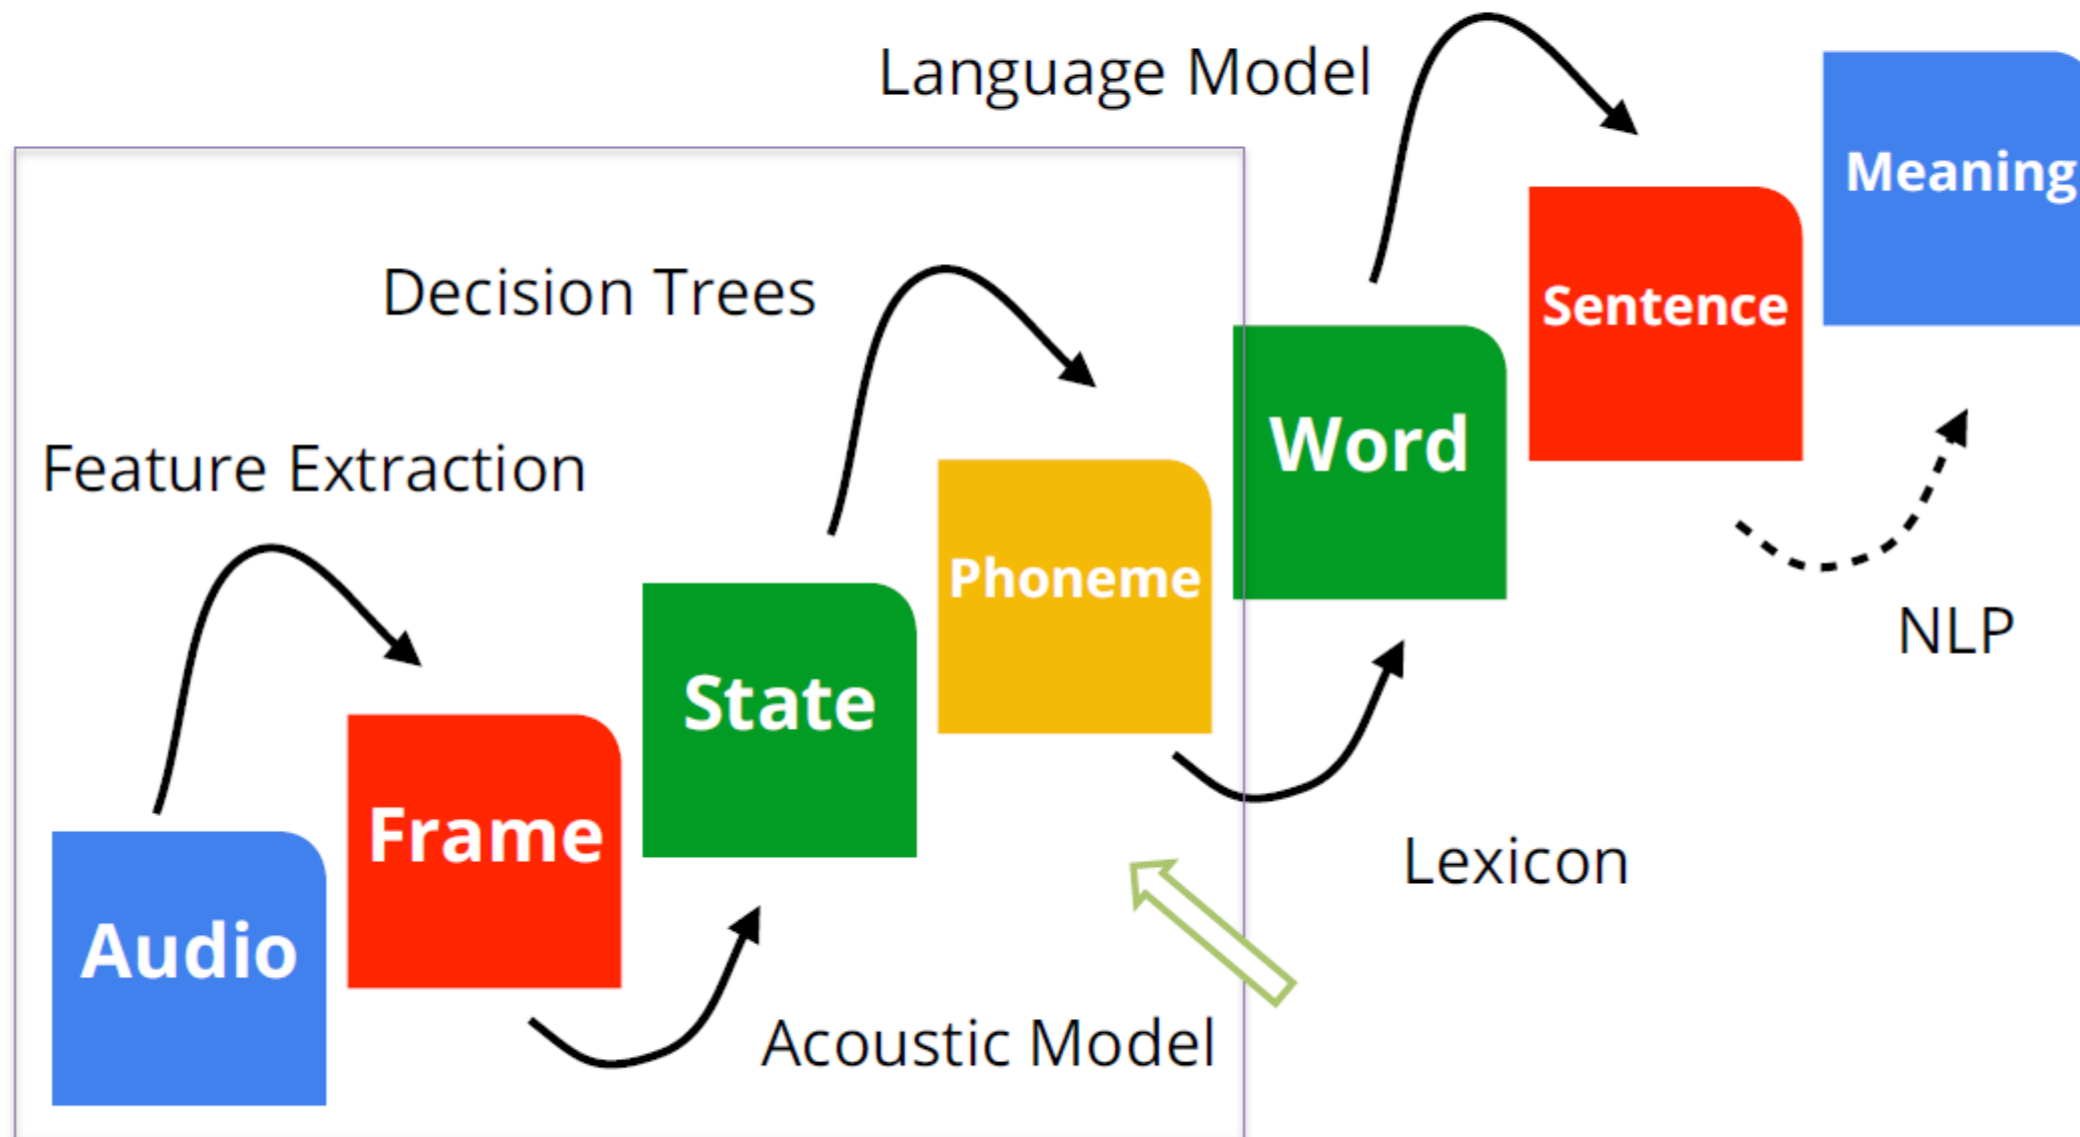 Language Model
Meaning
Decision Trees
Sentence
Feature Extraction
Word
Phoneme
NLP
State
Frame
Lexicon
Audio
Acoustic Model